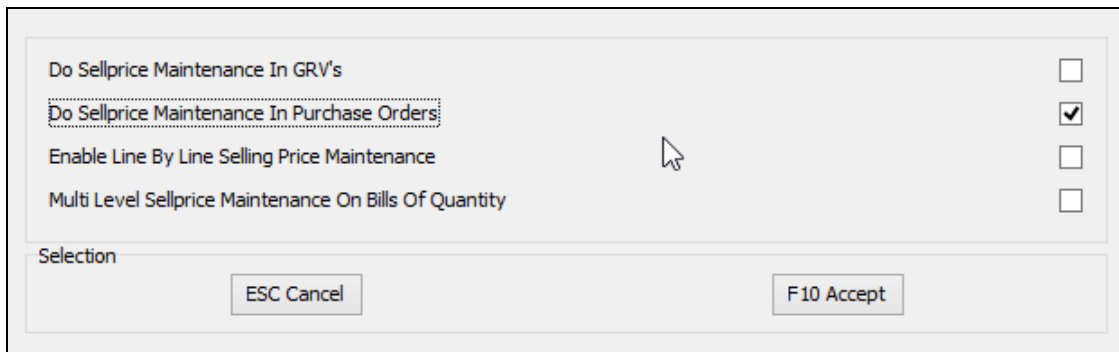 Do Sellprice Maintenance In GRV's
Do Sellprice Maintenance In Purchase Orders
Enable Line By Line Selling Price Maintenance
Multi Level Sellprice Maintenance On Bills Of Quantity
Selection
ESC Cancel
F10 Accept